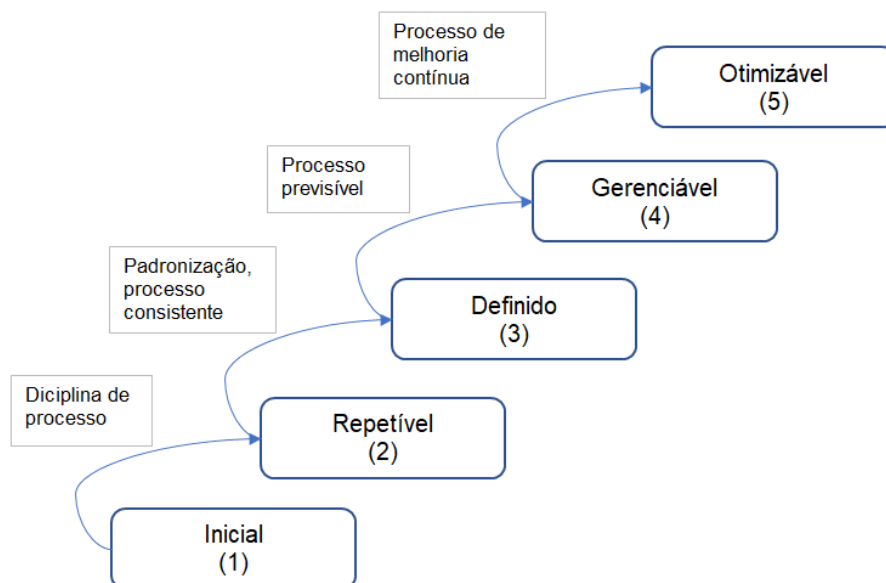 Processo de
melhoria
contínua
Otimizável
(5)
Processo
previsível
Gerenciável
(4)
Padronização,
processo
consistente
Definido
(3)
Diciplina de
processo
Repetível
(2)
Inicial
(1)